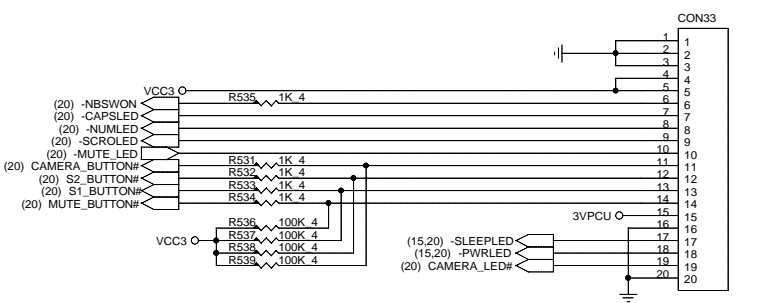 CON33
1 1
2 2
3 3
4 4
VCC3 5 5
(20) -NBSWON R535 1K_4 6 6
(20) -CAPSLED 7 7
(20) -NUMLED 8 8
(20) -SCROLED 9 9
(20) -MUTE_LED 10 10
(20) CAMERA_BUTTON# R531 1K_4 11 11
(20) S2_BUTTON# R532 1K_4 12 12
(20) S1_BUTTON# R533 1K_4 13 13
(20) MUTE_BUTTON# R534 1K_4 14 14
3VPCU 15 15
R536 100K_4 16 16
VCC3 R537 100K_4 (15,20) -SLEEPLED 17 17
R538 100K_4 (15,20) -PWRLED 18 18
R539 100K_4 (20) CAMERA_LED# 19 19
20 20